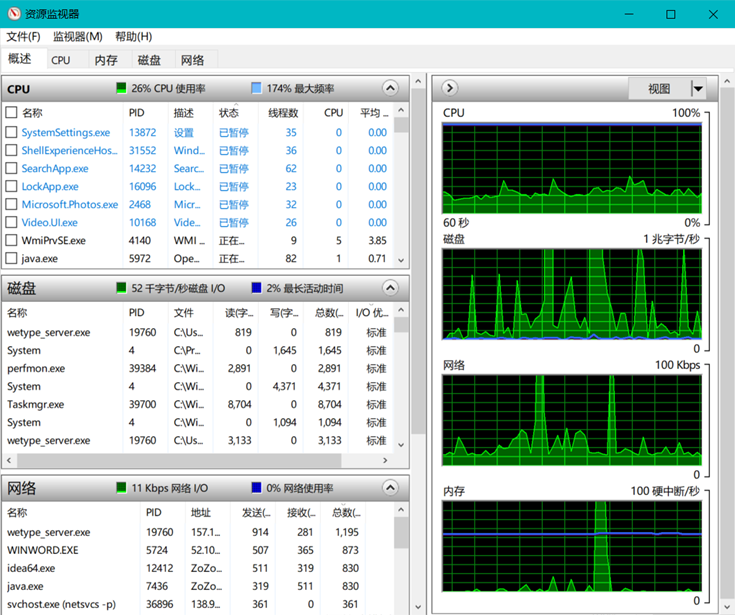 资源监视器
文件(F) 监视器(M) 帮助(H)
概述 CPU 内存 磁盘 网络
CPU 26% CPU 使用率 174% 最大频率
名称 PID 描述 状态 线程数 CPU 平均 ...
SystemSettings.exe 13872 设置 已暂停 35 0 0.00
ShellExperienceHos... 31552 Wind... 已暂停 36 0 0.00
SearchApp.exe 14232 Searc... 已暂停 62 0 0.00
LockApp.exe 16096 Lock... 已暂停 23 0 0.00
Microsoft.Photos.exe 2468 Micr... 已暂停 32 0 0.00
Video.UI.exe 10168 Vide... 已暂停 26 0 0.00
WmiPrvSE.exe 4140 WMI ... 正在... 9 5 3.85
java.exe 5972 Ope... 正在... 82 1 0.71
磁盘 52 千字节/秒磁盘 I/O 2% 最长活动时间
名称 PID 文件 读(字... 写(字... 总数(... I/O 优...
wetype_server.exe 19760 C:\Us... 819 0 819 标准
System 4 C:\Pr... 0 1,645 1,645 标准
perfmon.exe 39384 C:\Wi... 2,891 0 2,891 标准
System 4 C:\Wi... 0 4,371 4,371 标准
Taskmgr.exe 39700 C:\Wi... 8,704 0 8,704 标准
System 4 C:\Wi... 0 1,094 1,094 标准
wetype_server.exe 19760 C:\Us... 3,133 0 3,133 标准
网络 11 Kbps 网络 I/O 0% 网络使用率
名称 PID 地址 发送(... 接收(... 总数(...
wetype_server.exe 19760 157.1... 914 281 1,195
WINWORD.EXE 5724 52.10... 507 365 873
idea64.exe 12412 ZoZo... 511 319 830
java.exe 7436 ZoZo... 319 511 830
svchost.exe (netsvcs -p) 36896 138.9... 361 0 361
视图
CPU 100%
60 秒 0%
磁盘 1 兆字节/秒
0
网络 100 Kbps
0
内存 100 硬中断/秒
0